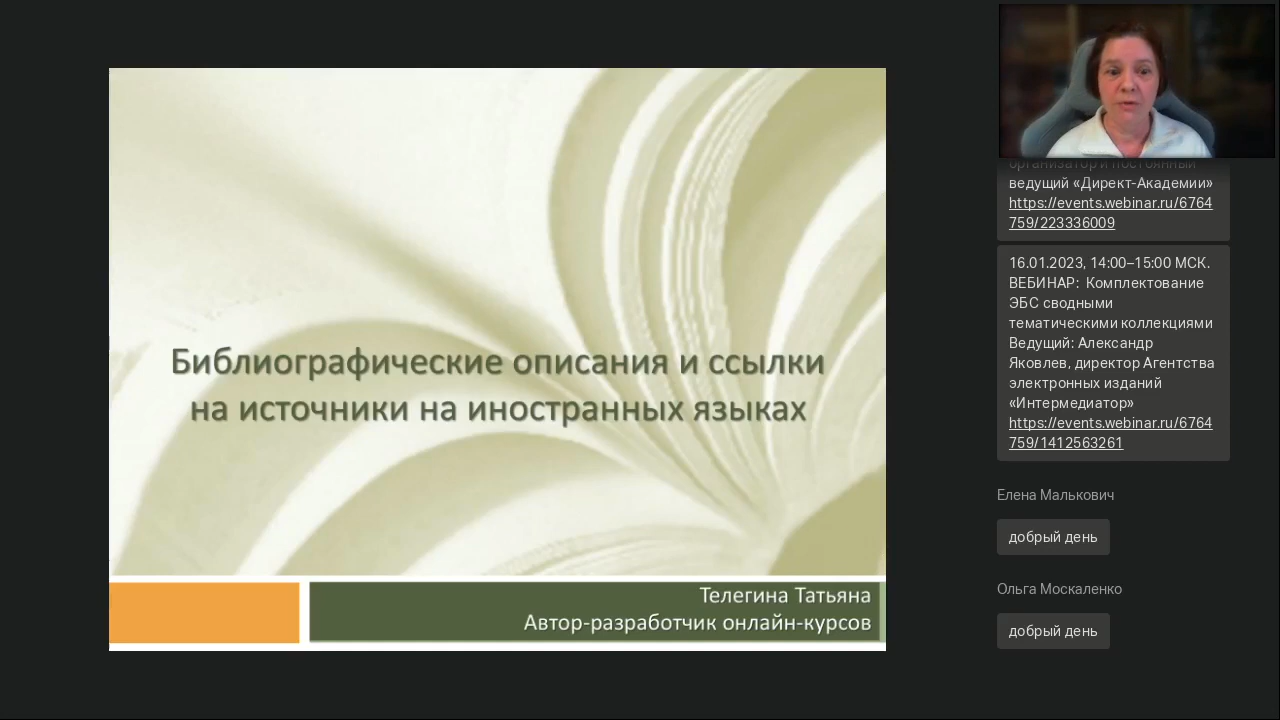 Библиографические описания и ссылки
на источники на иностранных языках
Телегина Татьяна
Автор-разработчик онлайн-курсов
организатор и постоянный
ведущий «Директ-Академии»
https://events.webinar.ru/6764
759/223336009
16.01.2023, 14:00–15:00 МСК.
ВЕБИНАР: Комплектование
ЭБС сводными
тематическими коллекциями
Ведущий: Александр
Яковлев, директор Агентства
электронных изданий
«Интермедиатор»
https://events.webinar.ru/6764
759/1412563261
Елена Малькович
добрый день
Ольга Москаленко
добрый день